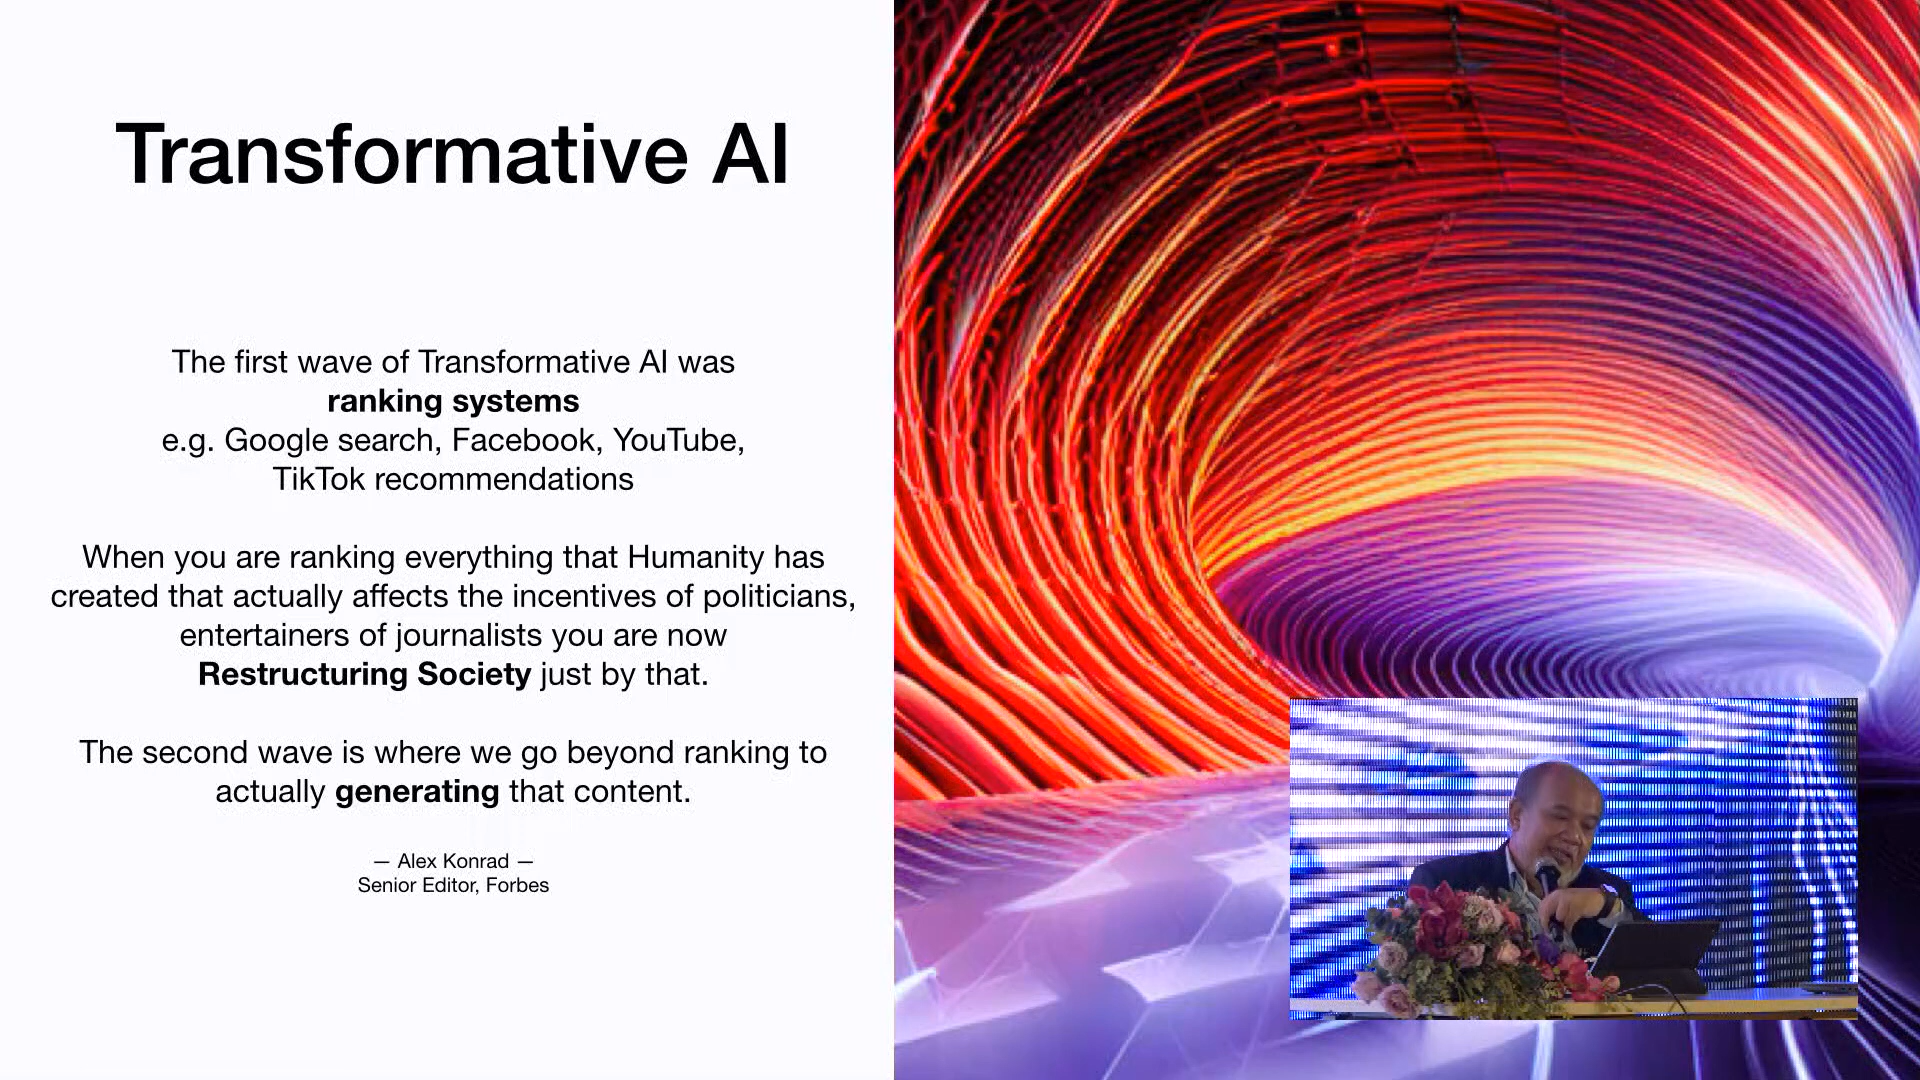 Transformative AI
The first wave of Transformative AI was
ranking systems
e.g. Google search, Facebook, YouTube,
TikTok recommendations
When you are ranking everything that Humanity has
created that actually affects the incentives of politicians,
entertainers of journalists you are now
Restructuring Society just by that.
The second wave is where we go beyond ranking to
actually generating that content.
— Alex Konrad —
Senior Editor, Forbes